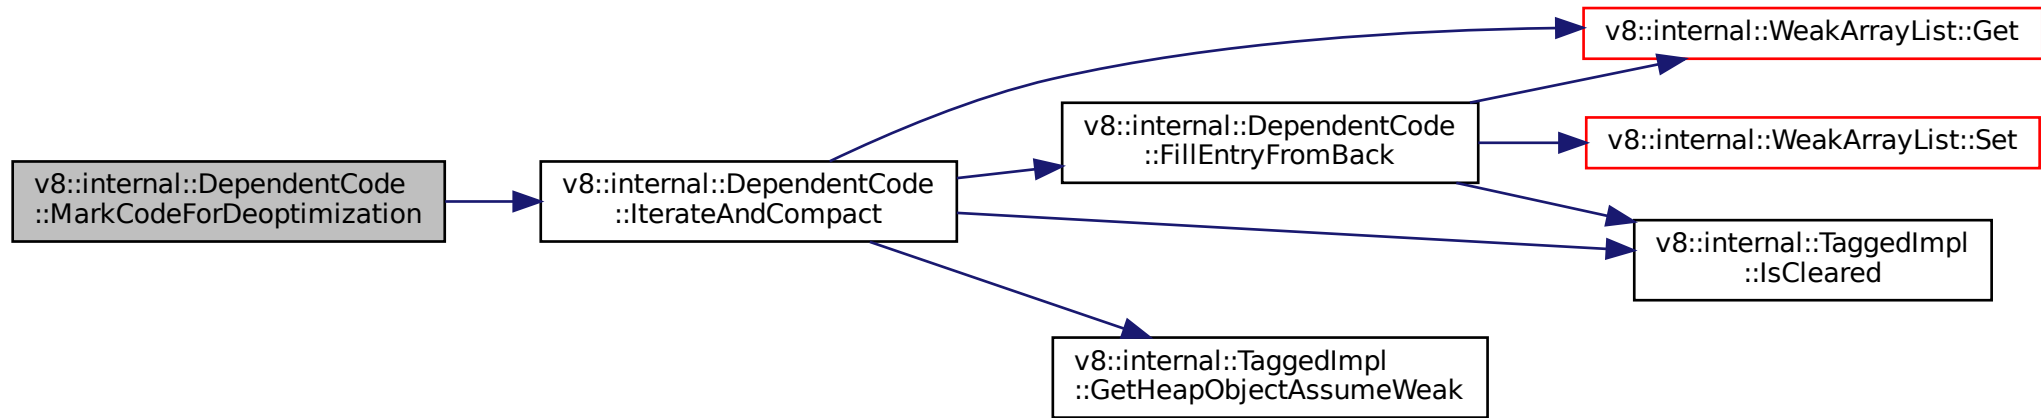 v8::internal::DependentCode
::MarkCodeForDeoptimization
v8::internal::DependentCode
::IterateAndCompact
v8::internal::WeakArrayList::Get
v8::internal::DependentCode
::FillEntryFromBack
v8::internal::WeakArrayList::Set
v8::internal::TaggedImpl
::IsCleared
v8::internal::TaggedImpl
::GetHeapObjectAssumeWeak